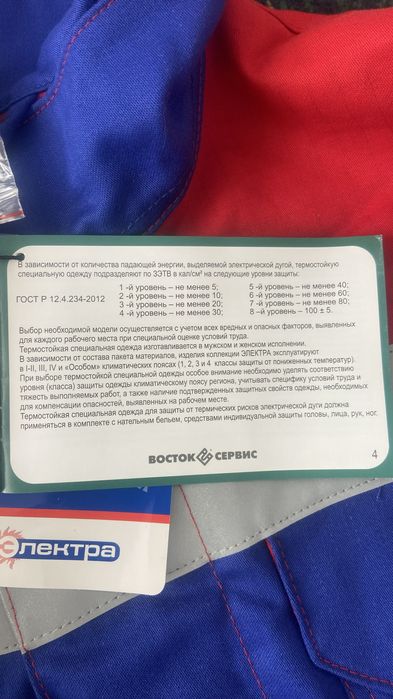 В зависимости от количества падающей энергии, выделяемой электрической дугой, термостойкую
специальную одежду подразделяют по ЗЭТВ в кал/см² на следующие уровни защиты:
ГОСТ Р 12.4.234-2012
1 -й уровень – не менее 5;
2 -й уровень – не менее 10;
3 -й уровень – не менее 20;
4 -й уровень – не менее 30;
5 -й уровень – не менее 40;
6 -й уровень – не менее 60;
7 -й уровень – не менее 80;
8 –й уровень – 100 ± 5.
Выбор необходимой модели осуществляется с учетом всех вредных и опасных факторов, выявленных
для каждого рабочего места при специальной оценке условий труда.
Термостойкая специальная одежда изготавливается в мужском и женском исполнении.
В зависимости от состава пакета материалов, изделия коллекции ЭЛЕКТРА эксплуатируют
в I-II, III, IV и «Особом» климатических поясах (1, 2, 3 и 4 классы защиты от пониженных температур).
При выборе термостойкой специальной одежды особое внимание необходимо уделять соответствию
уровня (класса) защиты одежды климатическому поясу региона, учитывать специфику условий труда и
тяжесть выполняемых работ, а также наличие подтвержденных защитных свойств одежды, необходимых
для компенсации опасностей, выявленных на рабочем месте.
Термостойкая специальная одежда для защиты от термических рисков электрической дуги должна
применяться в комплекте с нательным бельем, средствами индивидуальной защиты головы, лица, рук, ног.
ВОСТОК СЕРВИС
4
Электра